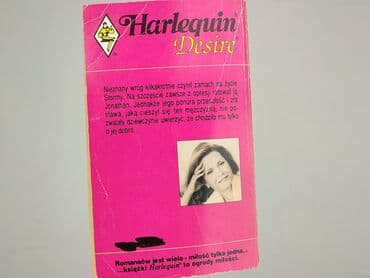 Harlequin®
Desire
Nieznany wróg kilkakrotnie czynił zamach na życie
Stormy. Na szczęście zawsze z opresji ratował ją
Jonathan. Jednakże jego ponura przeszłość i zła
sława, jaką cieszył się ten mężczyzna, nie po-
zwalały dziewczynie uwierzyć, że chodziło mu tylko
o jej dobro.
Romansów jest wiele - miłość tylko jedna...
...książki Harlequin® to ogrody miłości.